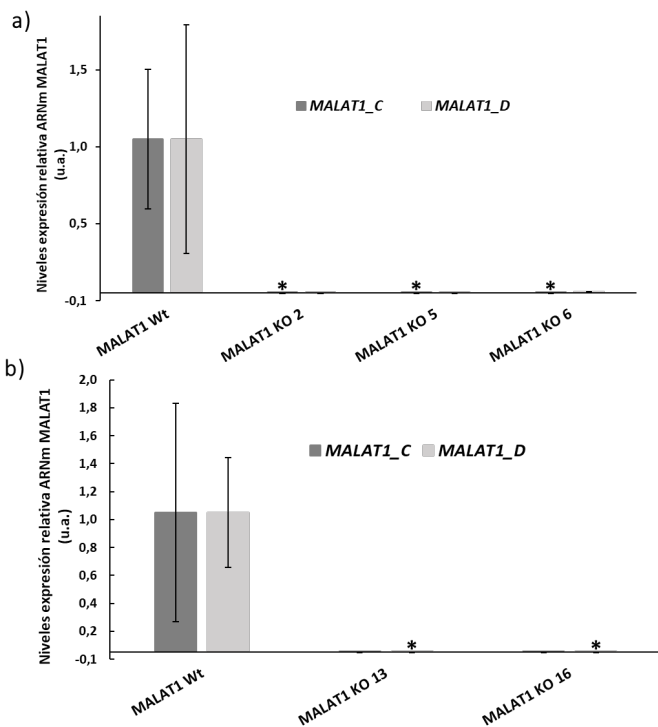 a)
Niveles expresión relativa ARNm MALAT1
(u.a.)
1,5
1,0
0,5
-0,1
MALAT1_C
MALAT1_D
* * *
MALAT1 Wt
MALAT1 KO 2
MALAT1 KO 5
MALAT1 KO 6
b)
Niveles expresión relativa ARNm MALAT1
(u.a.)
2,0
1,8
1,6
1,4
1,2
1,0
0,8
0,6
0,4
0,2
-0,1
MALAT1_C
MALAT1_D
* *
MALAT1 Wt
MALAT1 KO 13
MALAT1 KO 16